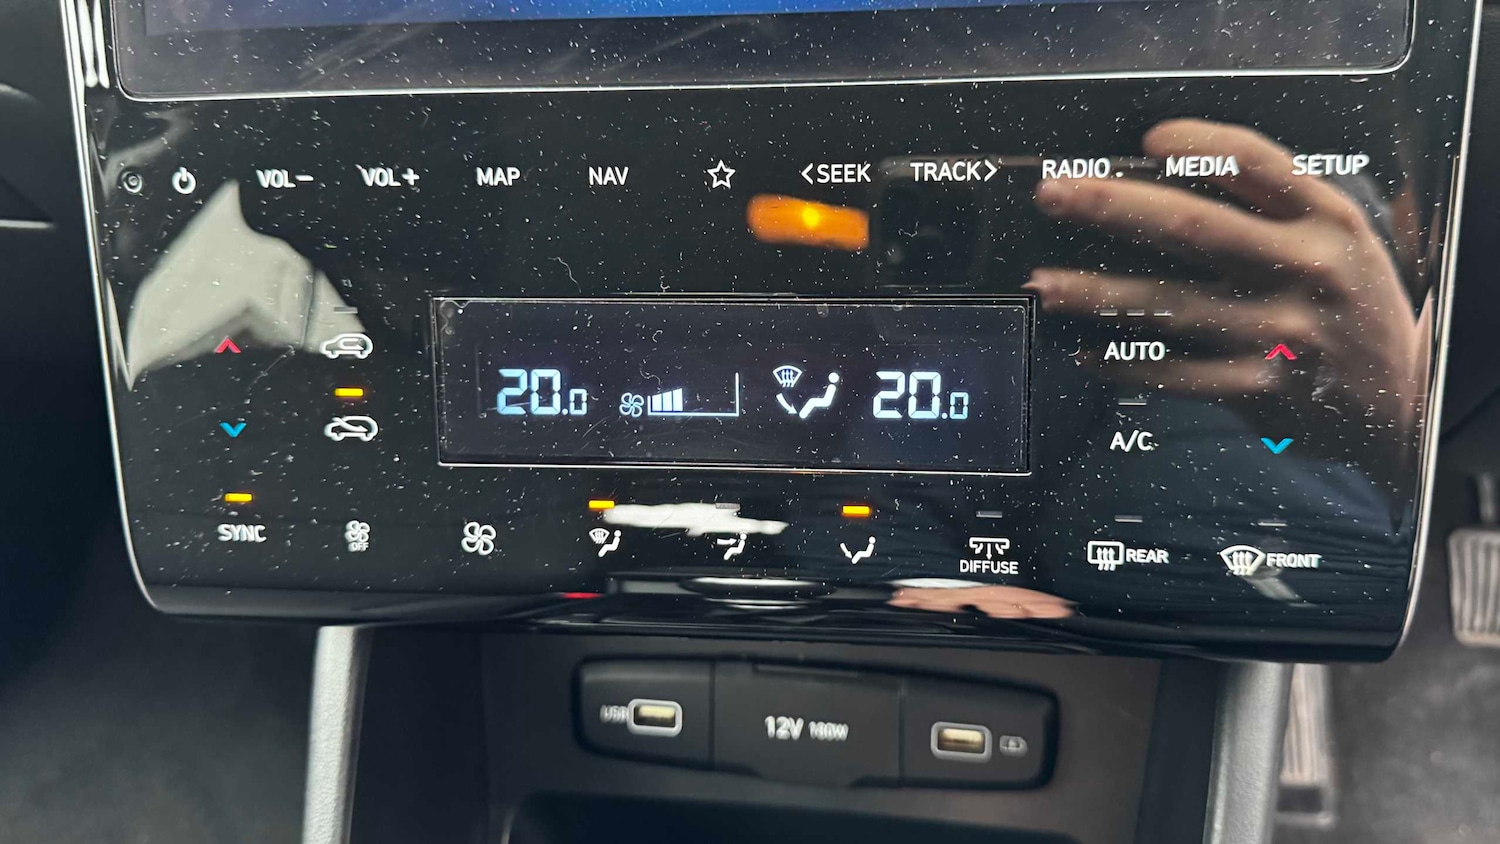 VOL− VOL+ MAP NAV <SEEK TRACK> RADIO MEDIA SETUP
AUTO
20.0 20.0
A/C
SYNC OFF DIFFUSE REAR FRONT
USB 12V 180W